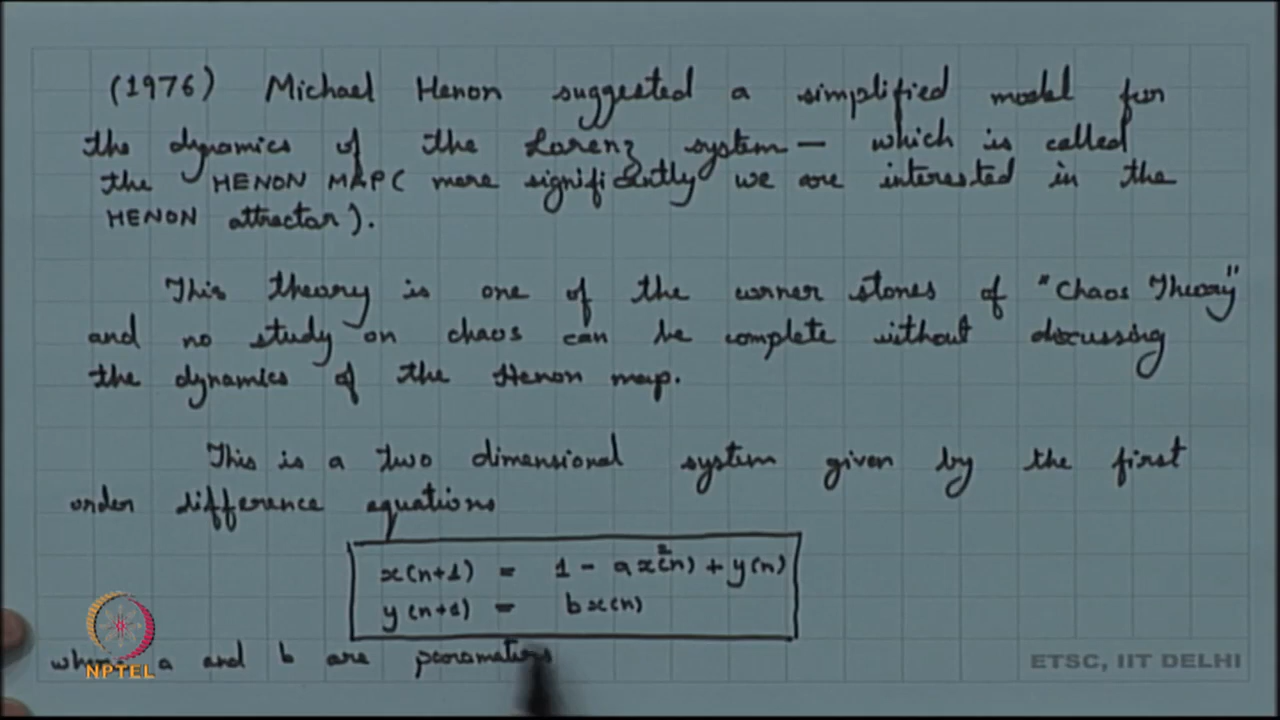 (1976) Michael Henon suggested a simplified model for
the dynamics of the Lorenz system — which is called
the HENON MAP( more significantly we are interested in the
HENON attractor).
This theory is one of the corner stones of "Chaos Theory"
and no study on chaos can be complete without discussing
the dynamics of the Henon map.
This is a two dimensional system given by the first
order difference equations
x(n+1) = 1 - ax²(n) + y(n)
y(n+1) = bx(n)
where a and b are parameters
NPTEL
ETSC, IIT DELHI